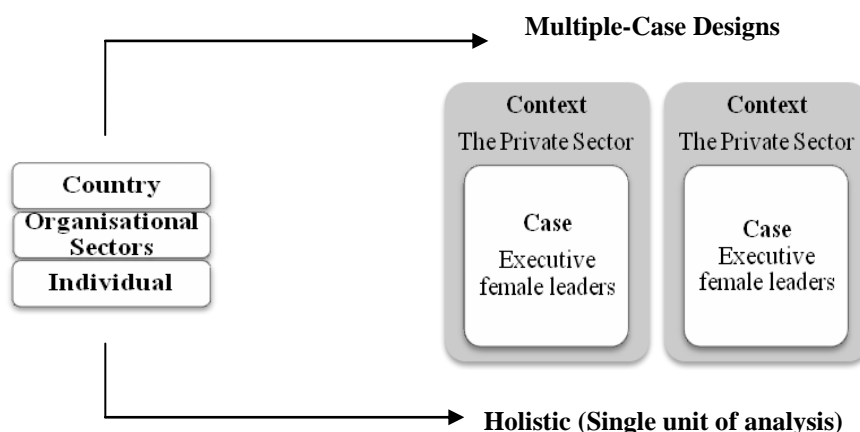 Multiple-Case Designs
Country
Organisational
Sectors
Individual
Context
The Private Sector
Case
Executive
female leaders
Context
The Private Sector
Case
Executive
female leaders
Holistic (Single unit of analysis)